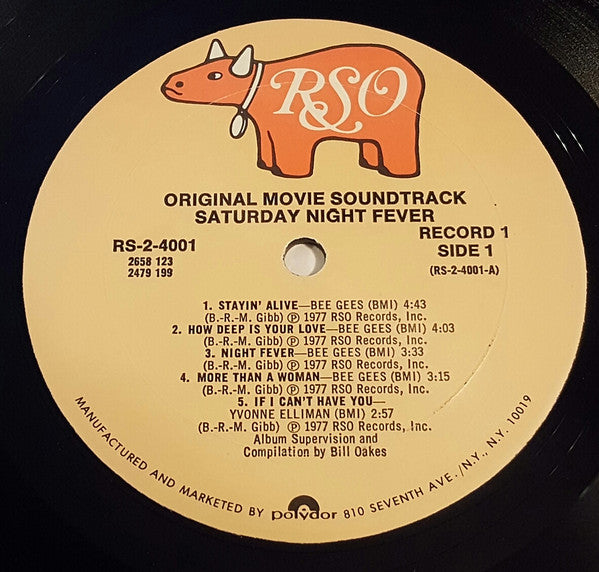 RSO
ORIGINAL MOVIE SOUNDTRACK
SATURDAY NIGHT FEVER
RS-2-4001
2658 123
2479 199
RECORD 1
SIDE 1
(RS-2-4001-A)
1. STAYIN' ALIVE—BEE GEES (BMI) 4:43
(B.-R.-M. Gibb) Ⓟ 1977 RSO Records, Inc.
2. HOW DEEP IS YOUR LOVE—BEE GEES (BMI) 4:03
(B.-R.-M. Gibb) Ⓟ 1977 RSO Records, Inc.
3. NIGHT FEVER—BEE GEES (BMI) 3:33
(B.-R.-M. Gibb) Ⓟ 1977 RSO Records, Inc.
4. MORE THAN A WOMAN—BEE GEES (BMI) 3:15
(B.-R.-M. Gibb) Ⓟ 1977 RSO Records, Inc.
5. IF I CAN'T HAVE YOU—
YVONNE ELLIMAN (BMI) 2:57
(B.-R.-M. Gibb) Ⓟ 1977 RSO Records, Inc.
Album Supervision and
Compilation by Bill Oakes
MANUFACTURED AND MARKETED BY polydor 810 SEVENTH AVE./N.Y., N.Y. 10019